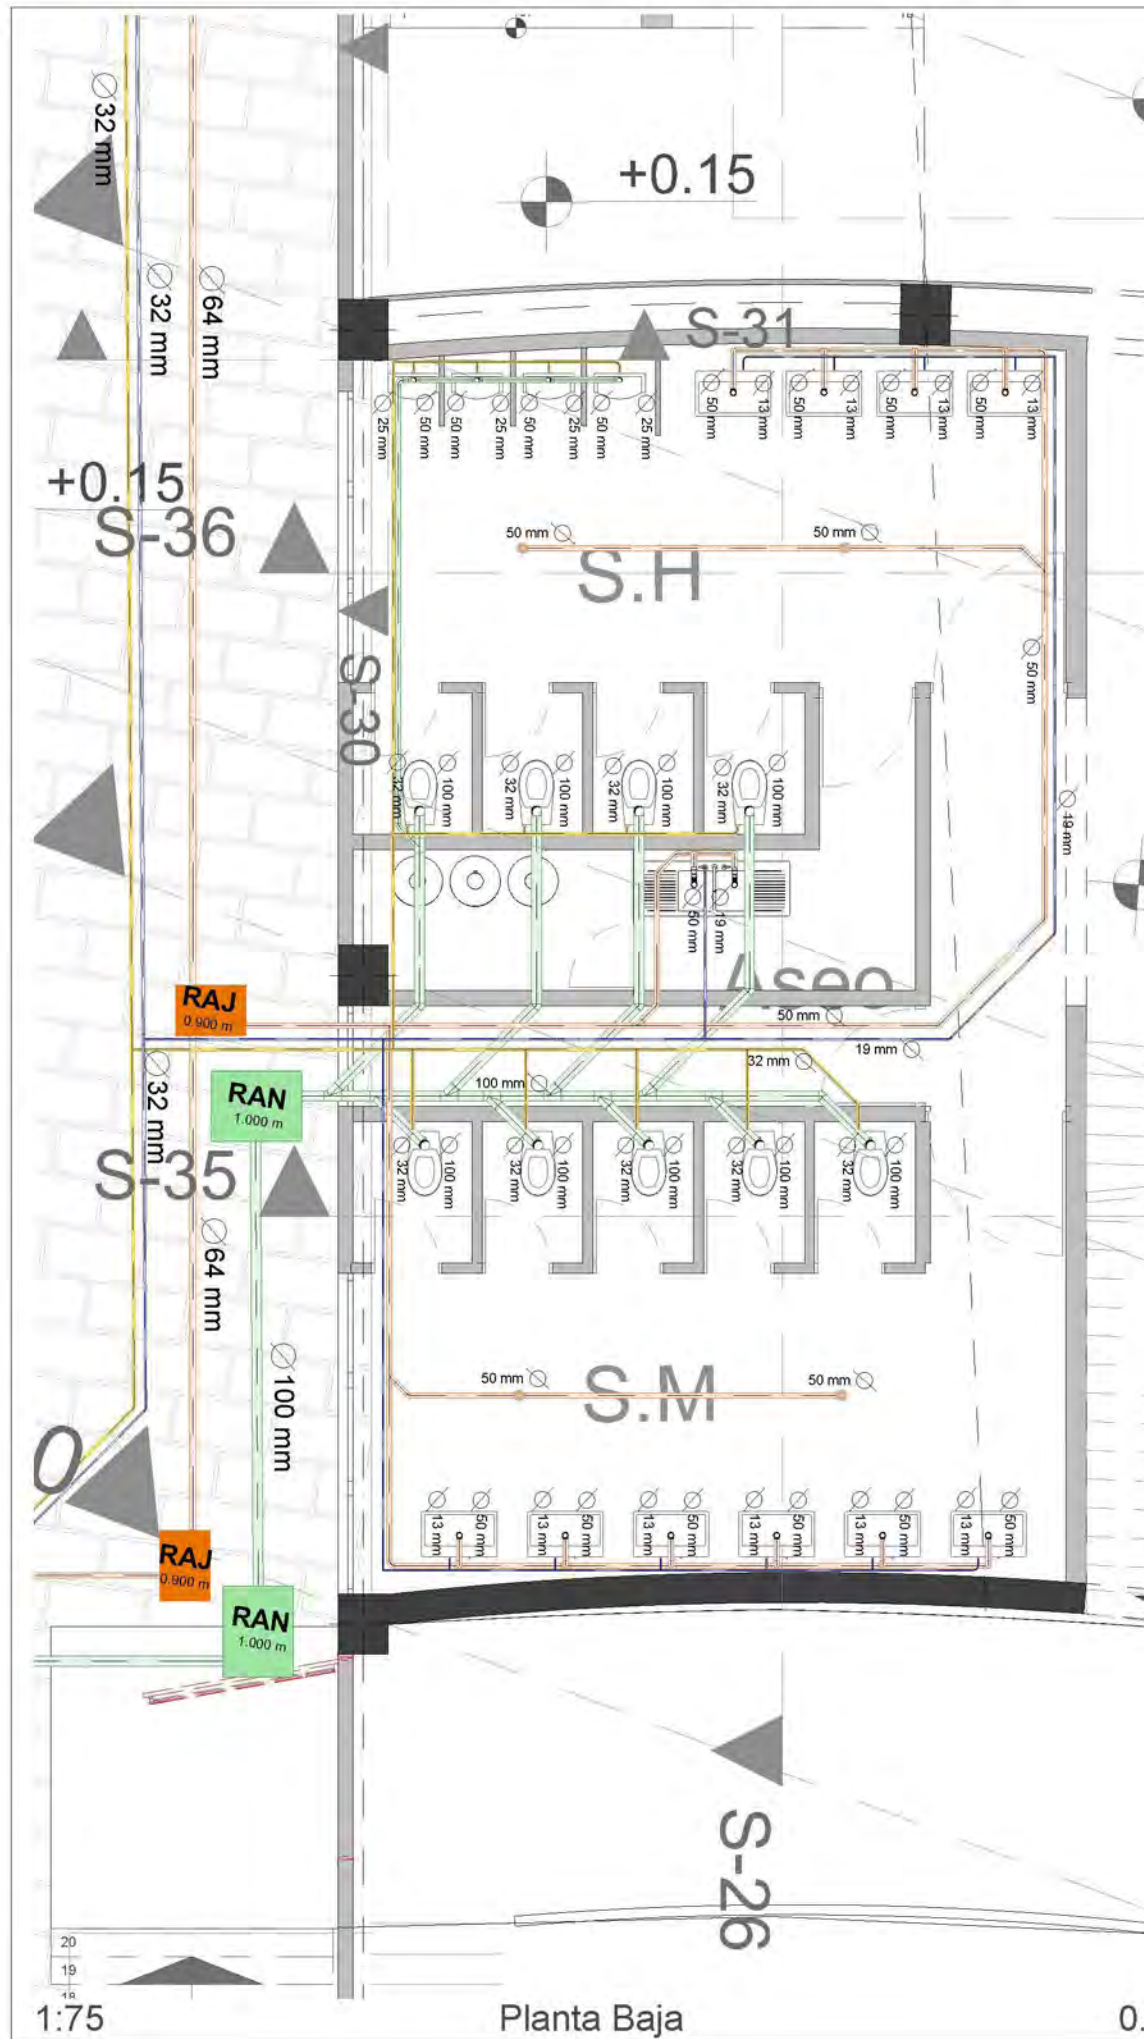 ∅32 mm
+0.15
∅32 mm
∅64 mm
S-31
∅ 50 mm
∅ 13 mm
∅ 50 mm
∅ 13 mm
∅ 50 mm
∅ 13 mm
∅ 50 mm
∅ 13 mm
∅ 25 mm
∅ 50 mm
∅ 50 mm
∅ 25 mm
∅ 50 mm
∅ 25 mm
∅ 50 mm
∅ 25 mm
+0.15
S-36
50 mm ∅
50 mm ∅
S.H
S-30
∅ 50 mm
∅ 32 mm
∅ 100 mm
∅ 32 mm
∅ 100 mm
∅ 32 mm
∅ 100 mm
∅ 32 mm
∅ 100 mm
∅ 19 mm
∅ 50 mm
∅ 19 mm
Aseo
RAJ
0.900 m
50 mm ∅
19 mm ∅
32 mm ∅
∅32 mm
RAN
1.000 m
100 mm ∅
∅ 32 mm
∅ 100 mm
∅ 32 mm
∅ 100 mm
∅ 32 mm
∅ 100 mm
∅ 32 mm
∅ 100 mm
∅ 32 mm
∅ 100 mm
S-35
∅64 mm
∅100 mm
50 mm ∅
50 mm ∅
S.M
0
∅ 13 mm
∅ 50 mm
∅ 13 mm
∅ 50 mm
∅ 13 mm
∅ 50 mm
∅ 13 mm
∅ 50 mm
∅ 13 mm
∅ 50 mm
∅ 13 mm
∅ 50 mm
RAJ
0.900 m
RAN
1.000 m
S-26
20
19
18
1:75
Planta Baja
0.